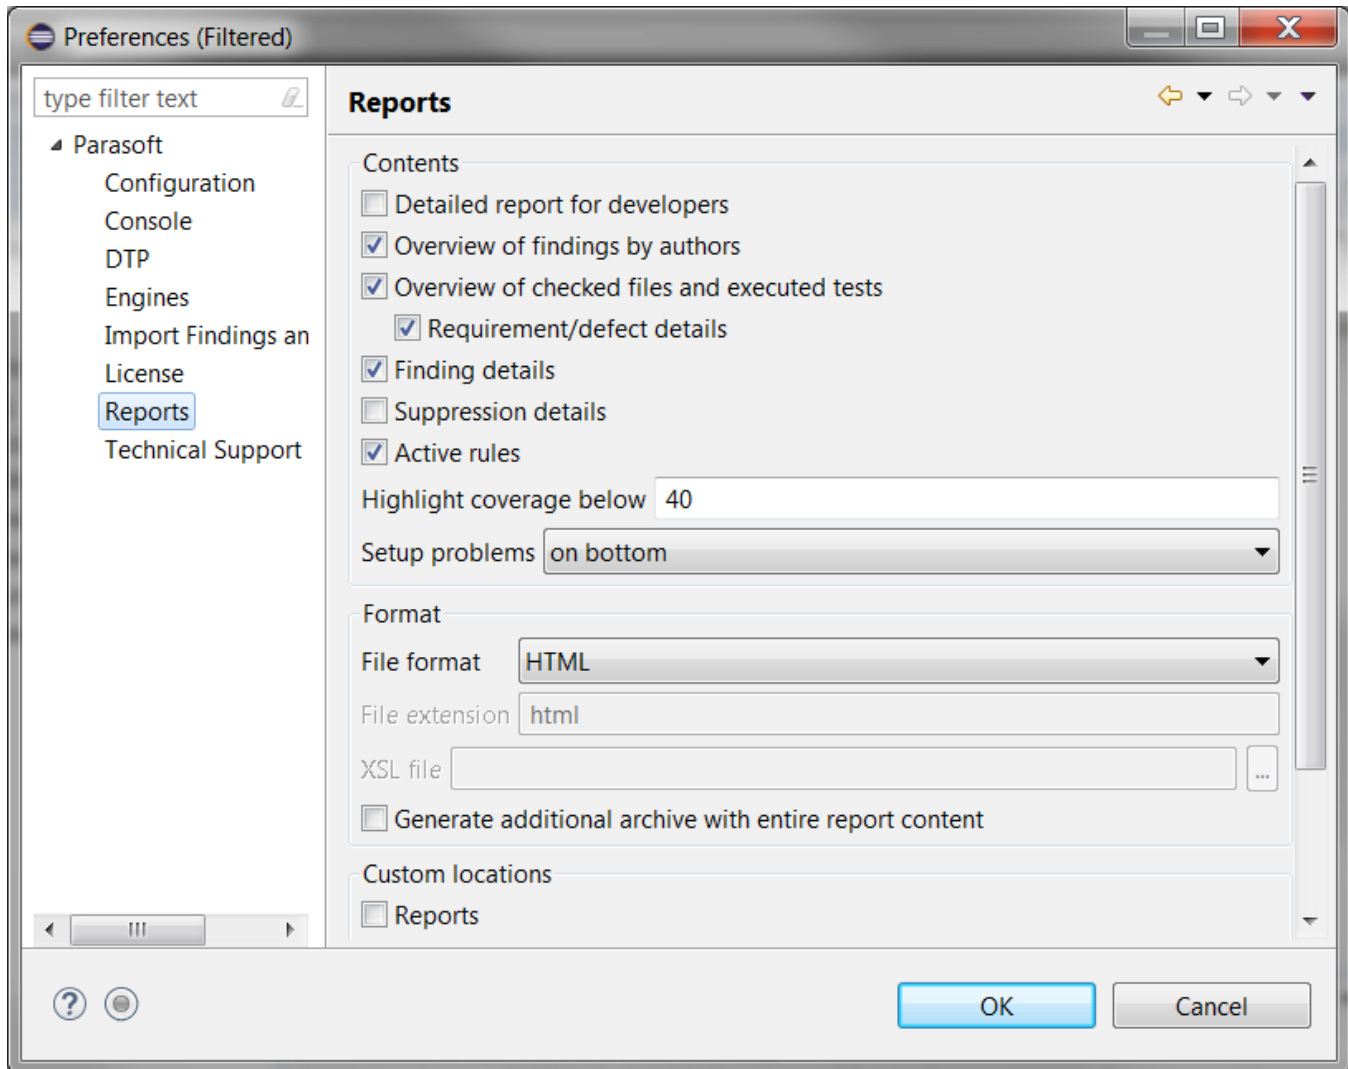 Preferences (Filtered)
type filter text
Parasoft
Configuration
Console
DTP
Engines
Import Findings an
License
Reports
Technical Support
Reports
Contents
Detailed report for developers
Overview of findings by authors
Overview of checked files and executed tests
Requirement/defect details
Finding details
Suppression details
Active rules
Highlight coverage below 40
Setup problems on bottom
Format
File format HTML
File extension html
XSL file ...
Generate additional archive with entire report content
Custom locations
Reports
OK Cancel